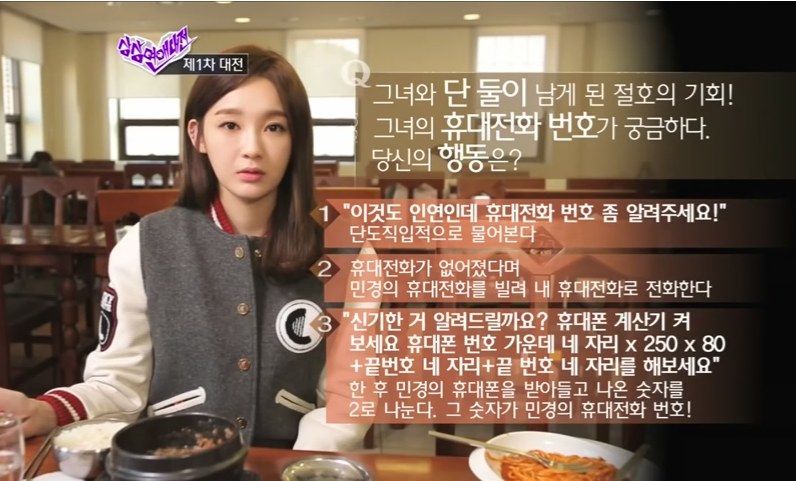 심심연애대전
제1차 대전
Q
그녀와 단 둘이 남게 된 절호의 기회!
그녀의 휴대전화 번호가 궁금하다.
당신의 행동은?
1 "이것도 인연인데 휴대전화 번호 좀 알려주세요!"
단도직입적으로 물어본다
2 휴대전화가 없어졌다며
민경의 휴대전화를 빌려 내 휴대전화로 전화한다
3 "신기한 거 알려드릴까요? 휴대폰 계산기 켜
보세요 휴대폰 번호 가운데 네 자리 x 250 x 80
+끝번호 네 자리+끝 번호 네 자리를 해보세요"
한 후 민경의 휴대폰을 받아들고 나온 숫자를
2로 나눈다. 그 숫자가 민경의 휴대전화 번호!